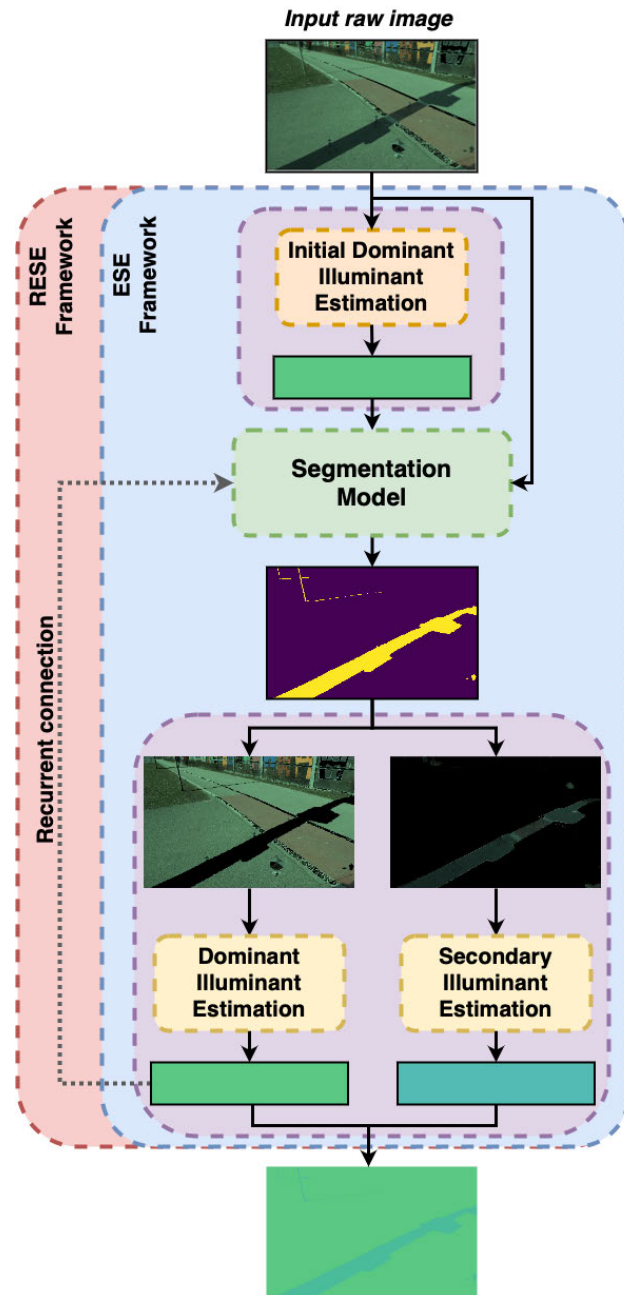 Input raw image
RESE
Framework
ESE
Framework
Initial Dominant
Illuminant
Estimation
Segmentation
Model
Recurrent connection
Dominant
Illuminant
Estimation
Secondary
Illuminant
Estimation